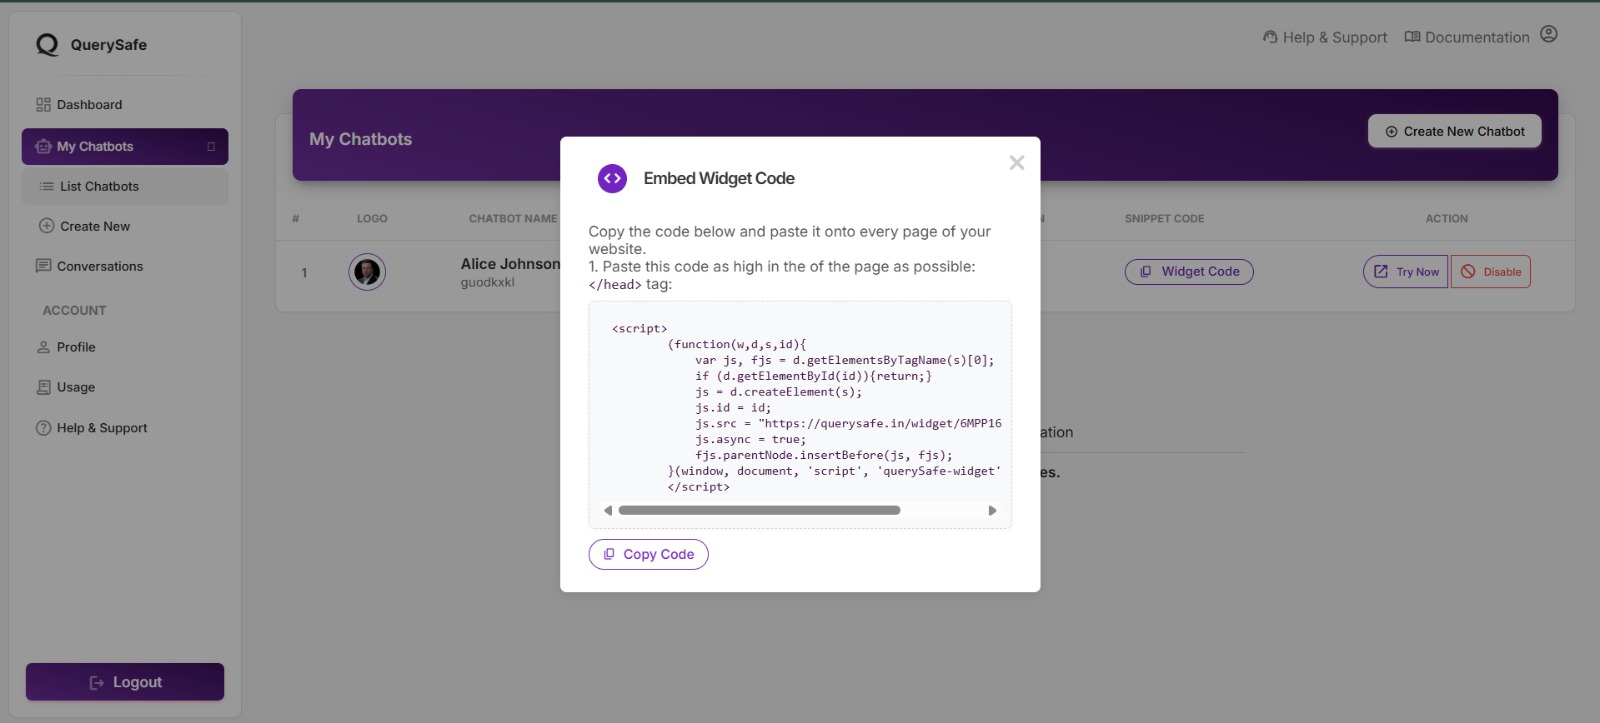 QuerySafe
Help & Support
Documentation
Dashboard
My Chatbots
List Chatbots
Create New
Conversations
ACCOUNT
Profile
Usage
Help & Support
Logout
My Chatbots
Create New Chatbot
# LOGO CHATBOT NAME SNIPPET CODE ACTION
1 Alice Johnson Widget Code Try Now Disable
guodkxkl
ation
es.
Embed Widget Code
Copy the code below and paste it onto every page of your
website.
1. Paste this code as high in the of the page as possible:
</head> tag:
<script>
(function(w,d,s,id){
var js, fjs = d.getElementsByTagName(s)[0];
if (d.getElementById(id)){return;}
js = d.createElement(s);
js.id = id;
js.src = "https://querysafe.in/widget/6MPP16
js.async = true;
fjs.parentNode.insertBefore(js, fjs);
}(window, document, 'script', 'querySafe-widget'
</script>
Copy Code